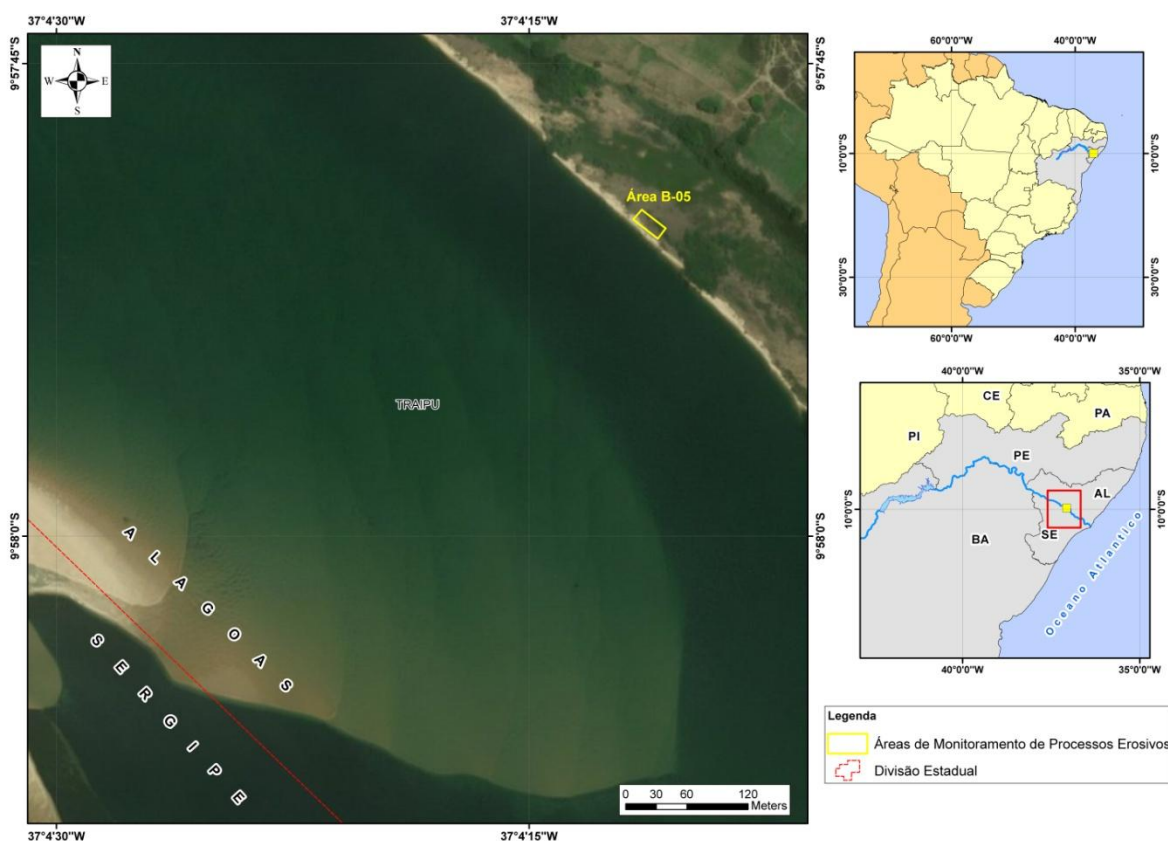 37°4'30"W
37°4'15"W
9°57'45"S
9°57'45"S
N
W E
S
Área B-05
TRAIPU
9°58'0"S
9°58'0"S
ALAGOAS
SERGIPE
0 30 60 120
Meters
37°4'30"W
37°4'15"W
60°0'0"W
40°0'0"W
10°0'0"S
10°0'0"S
30°0'0"S
30°0'0"S
60°0'0"W
40°0'0"W
40°0'0"W
35°0'0"W
CE
PA
PI
PE
AL
10°0'0"S
10°0'0"S
SE
BA
Oceano Atlantico
40°0'0"W
35°0'0"W
Legenda
Áreas de Monitoramento de Processos Erosivos
Divisão Estadual